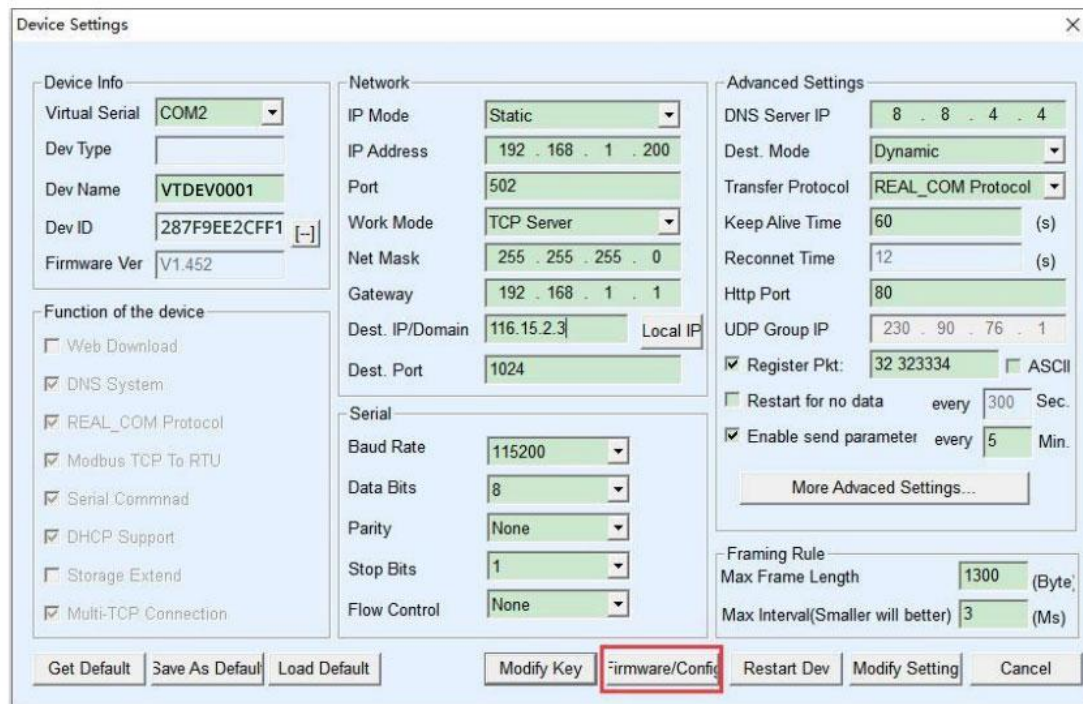 Device Settings
Device Info
Virtual Serial COM2
Dev Type
Dev Name VTDEV0001
Dev ID 287F9EE2CFF1 [--]
Firmware Ver V1.452
Function of the device
Web Download
DNS System
REAL_COM Protocol
Modbus TCP To RTU
Serial Commnad
DHCP Support
Storage Extend
Multi-TCP Connection
Network
IP Mode Static
IP Address 192 . 168 . 1 . 200
Port 502
Work Mode TCP Server
Net Mask 255 . 255 . 255 . 0
Gateway 192 . 168 . 1 . 1
Dest. IP/Domain 116.15.2.3 Local IP
Dest. Port 1024
Serial
Baud Rate 115200
Data Bits 8
Parity None
Stop Bits 1
Flow Control None
Advanced Settings
DNS Server IP 8 . 8 . 4 . 4
Dest. Mode Dynamic
Transfer Protocol REAL_COM Protocol
Keep Alive Time 60 (s)
Reconnet Time 12 (s)
Http Port 80
UDP Group IP 230 . 90 . 76 . 1
Register Pkt: 32 323334 ASCII
Restart for no data every 300 Sec.
Enable send parameter every 5 Min.
More Advaced Settings...
Framing Rule
Max Frame Length 1300 (Byte)
Max Interval(Smaller will better) 3 (Ms)
Get Default Save As Default Load Default Modify Key Firmware/Config Restart Dev Modify Setting Cancel